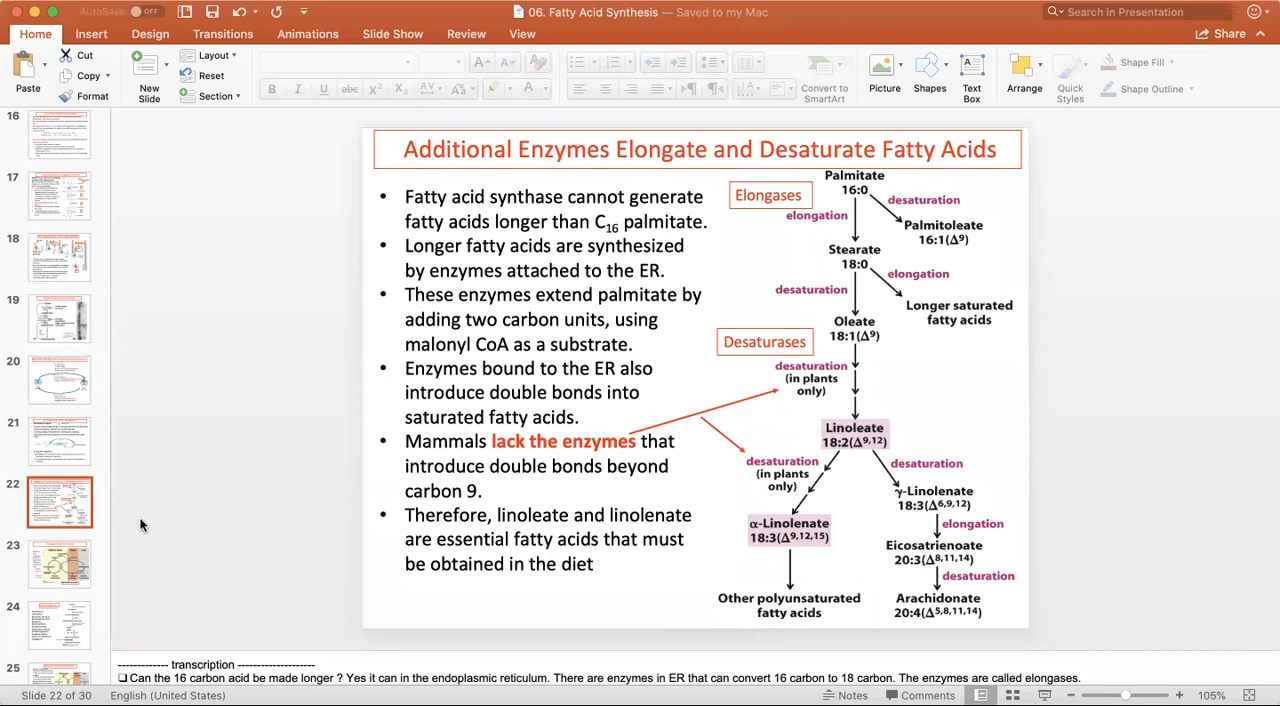 AutoSave OFF
06. Fatty Acid Synthesis — Saved to my Mac
Search in Presentation
Home Insert Design Transitions Animations Slide Show Review View
Share
Paste
Cut
Copy
Format
New
Slide
Layout
Reset
Section
Convert to
SmartArt
Picture
Shapes
Text
Box
Arrange
Quick
Styles
Shape Fill
Shape Outline
16
17
18
19
20
21
22
23
24
25
Enzymes Elongate and Desaturate Fatty Acids
Fatty acid synthase cannot generate
fatty acids longer than C16 palmitate.
• Longer fatty acids are synthesized
by enzymes attached to the ER.
• These enzymes extend palmitate by
adding two carbon units, using
malonyl CoA as a substrate.
• Enzymes bound to the ER also
introduce double bonds into
saturated fatty acids.
• Mammals lack the enzymes that
introduce double bonds beyond
carbon 9.
• Therefore, linoleate and linolenate
are essential fatty acids that must
be obtained in the diet
Elongases
Desaturases
Palmitate
16:0
elongation
desaturation
Palmitoleate
16:1(Δ9)
Stearate
18:0
desaturation
elongation
Longer saturated
fatty acids
Oleate
18:1(Δ9)
desaturation
(in plants
only)
Linoleate
18:2(Δ9,12)
desaturation
(in plants
only)
desaturation
α-Linolenate
18:3(Δ9,12,15)
γ-Linolenate
18:3(Δ6,9,12)
elongation
Eicosatrienoate
20:3(Δ8,11,14)
desaturation
Other polyunsaturated
fatty acids
Arachidonate
20:4(Δ5,8,11,14)
------------- transcription --------------------
❑ Can the 16 carbon acid be made longer ? Yes it can in the endoplasmic reticulum. There are enzymes in ER that can convert 16 carbon to 18 carbon. The enzymes are called elongases.
Slide 22 of 30 English (United States)
Notes
Comments
105%